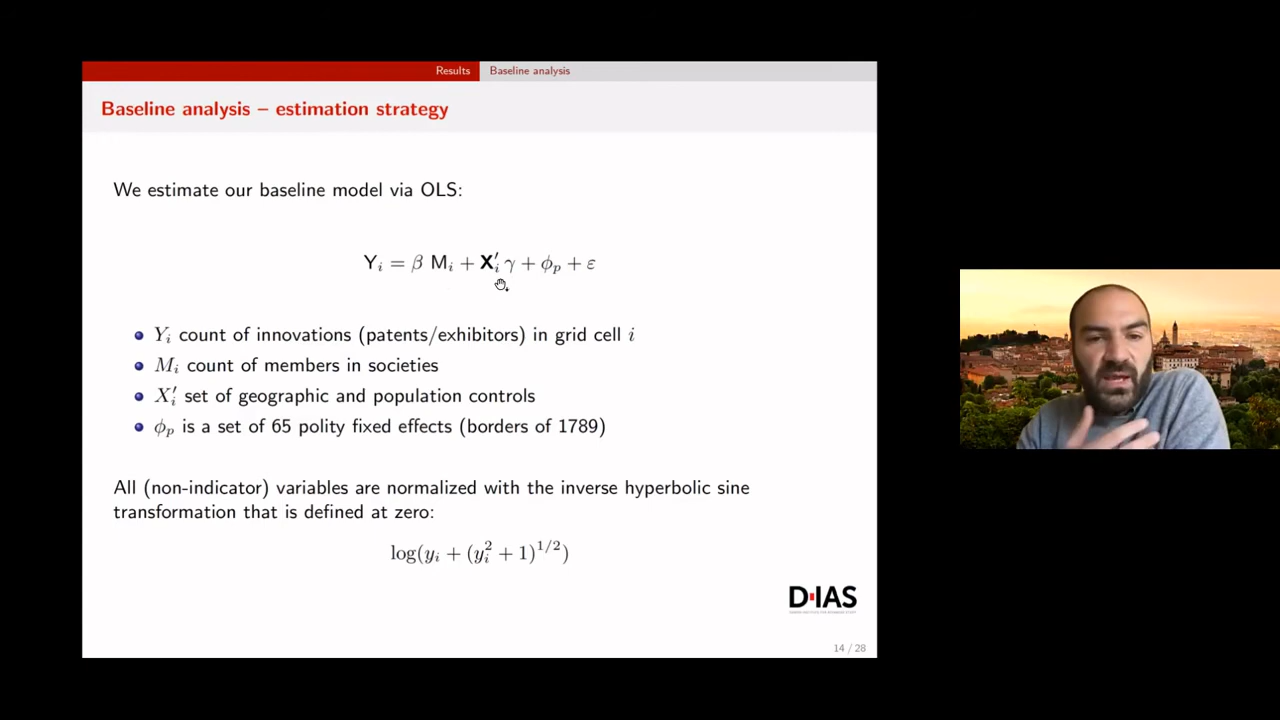 Results Baseline analysis
Baseline analysis – estimation strategy
We estimate our baseline model via OLS:
Yᵢ = β Mᵢ + X′ᵢ γ + ϕₚ + ε
Yᵢ count of innovations (patents/exhibitors) in grid cell i
Mᵢ count of members in societies
X′ᵢ set of geographic and population controls
ϕₚ is a set of 65 polity fixed effects (borders of 1789)
All (non-indicator) variables are normalized with the inverse hyperbolic sine
transformation that is defined at zero:
log(yᵢ + (yᵢ² + 1)^1/2)
D·IAS
14 / 28